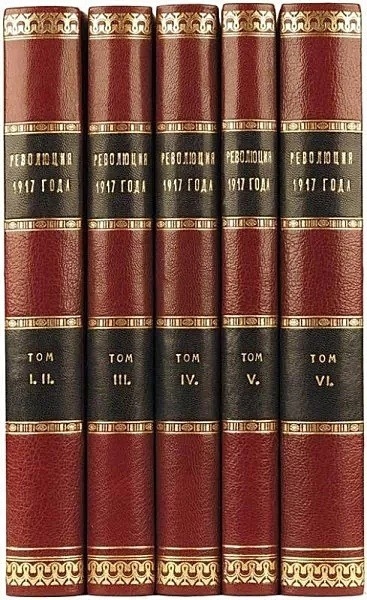 РЕВОЛЮЦИЯ
1917 ГОДА
ТОМ
I. II.
РЕВОЛЮЦИЯ
1917 ГОДА
ТОМ
III.
РЕВОЛЮЦИЯ
1917 ГОДА
ТОМ
IV.
РЕВОЛЮЦИЯ
1917 ГОДА
ТОМ
V.
РЕВОЛЮЦИЯ
1917 ГОДА
ТОМ
VI.